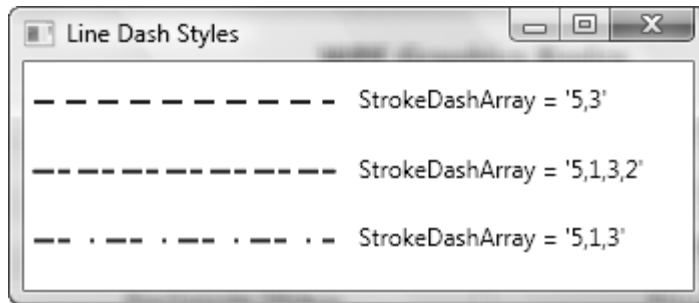 Line Dash Styles
StrokeDashArray = '5,3'
StrokeDashArray = '5,1,3,2'
StrokeDashArray = '5,1,3'